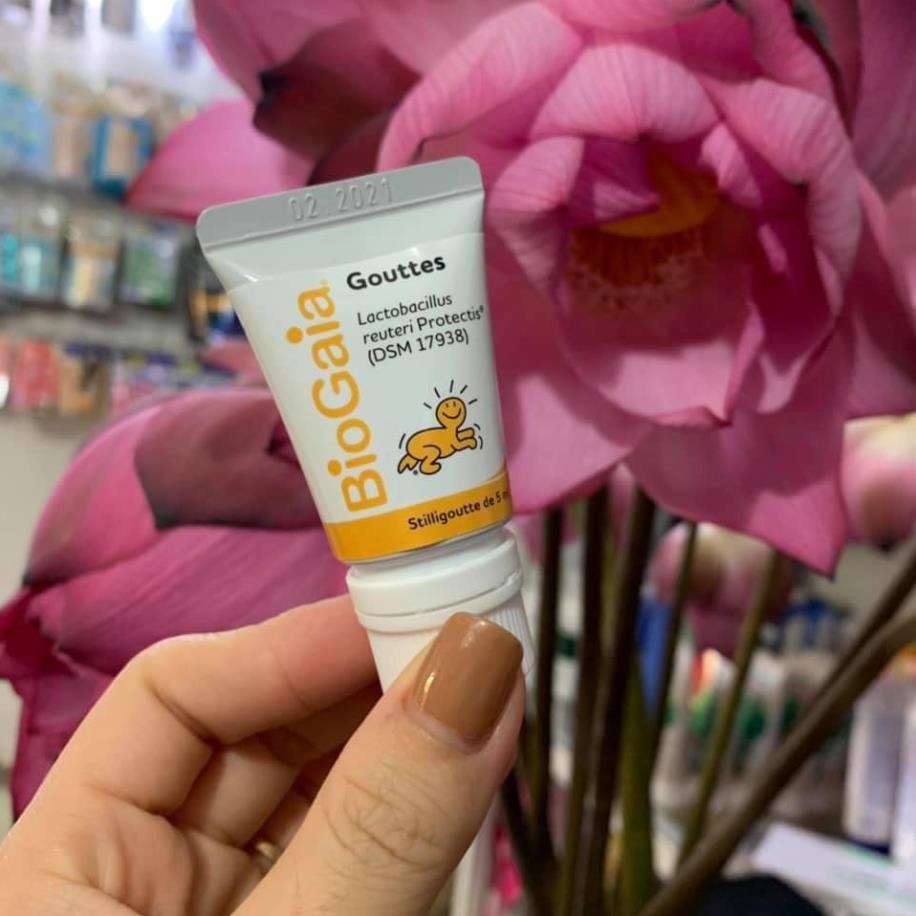 02.2021
BioGaia
Gouttes
Lactobacillus
reuteri Protectis®
(DSM 17938)
Stilligoutte de 5